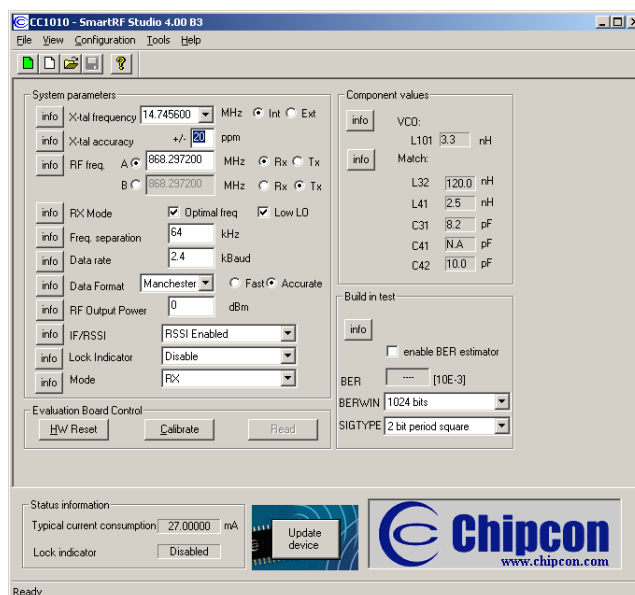 CC1010 - SmartRF Studio 4.00 B3
File View Configuration Tools Help
System parameters
info X-tal frequency 14.745600 MHz Int Ext
info X-tal accuracy +/- 20 ppm
info RF freq. A 868.297200 MHz Rx Tx
B 868.297200 MHz Rx Tx
info RX Mode Optimal freq Low LO
info Freq. separation 64 kHz
info Data rate 2.4 kBaud
info Data Format Manchester Fast Accurate
info RF Output Power 0 dBm
info IF/RSSI RSSI Enabled
info Lock Indicator Disable
info Mode RX
Evaluation Board Control
HW Reset Calibrate Read
Component values
info VCO:
L101 3.3 nH
info Match:
L32 120.0 nH
L41 2.5 nH
C31 8.2 pF
C41 N.A pF
C42 10.0 pF
Build in test
info
enable BER estimator
BER ---- [10E-3]
BERWIN 1024 bits
SIGTYPE 2 bit period square
Status information
Typical current consumption 27.00000 mA
Lock indicator Disabled
Update
device
Chipcon
www.chipcon.com
Ready